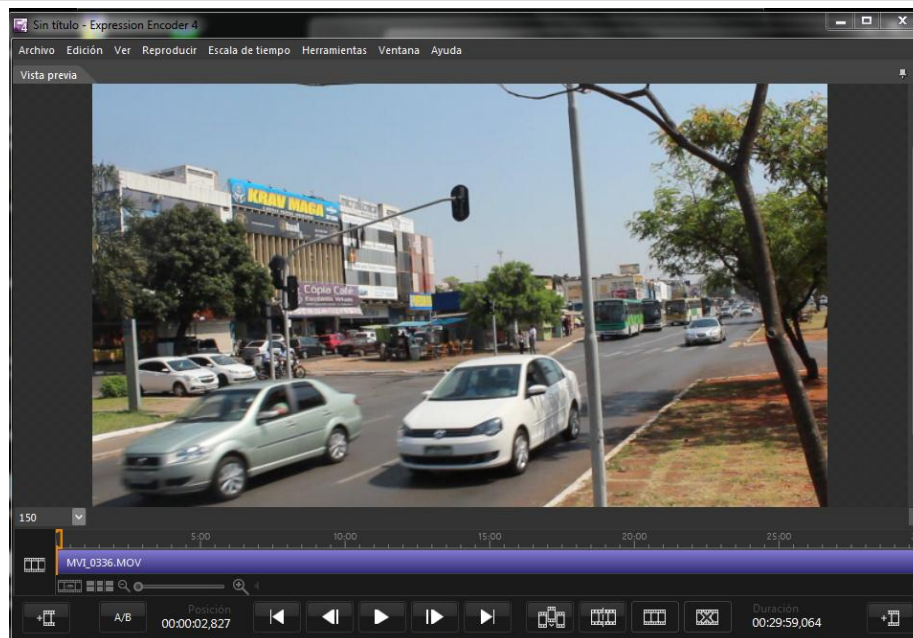 Sin título - Expression Encoder 4
Archivo Edición Ver Reproducir Escala de tiempo Herramientas Ventana Ayuda
Vista previa
KRAV MAGA
Cópia Café
150
5:00 10:00 15:00 20:00 25:00
MVI_0336.MOV
A/B
Posición
00:00:02,827
Duración
00:29:59,064